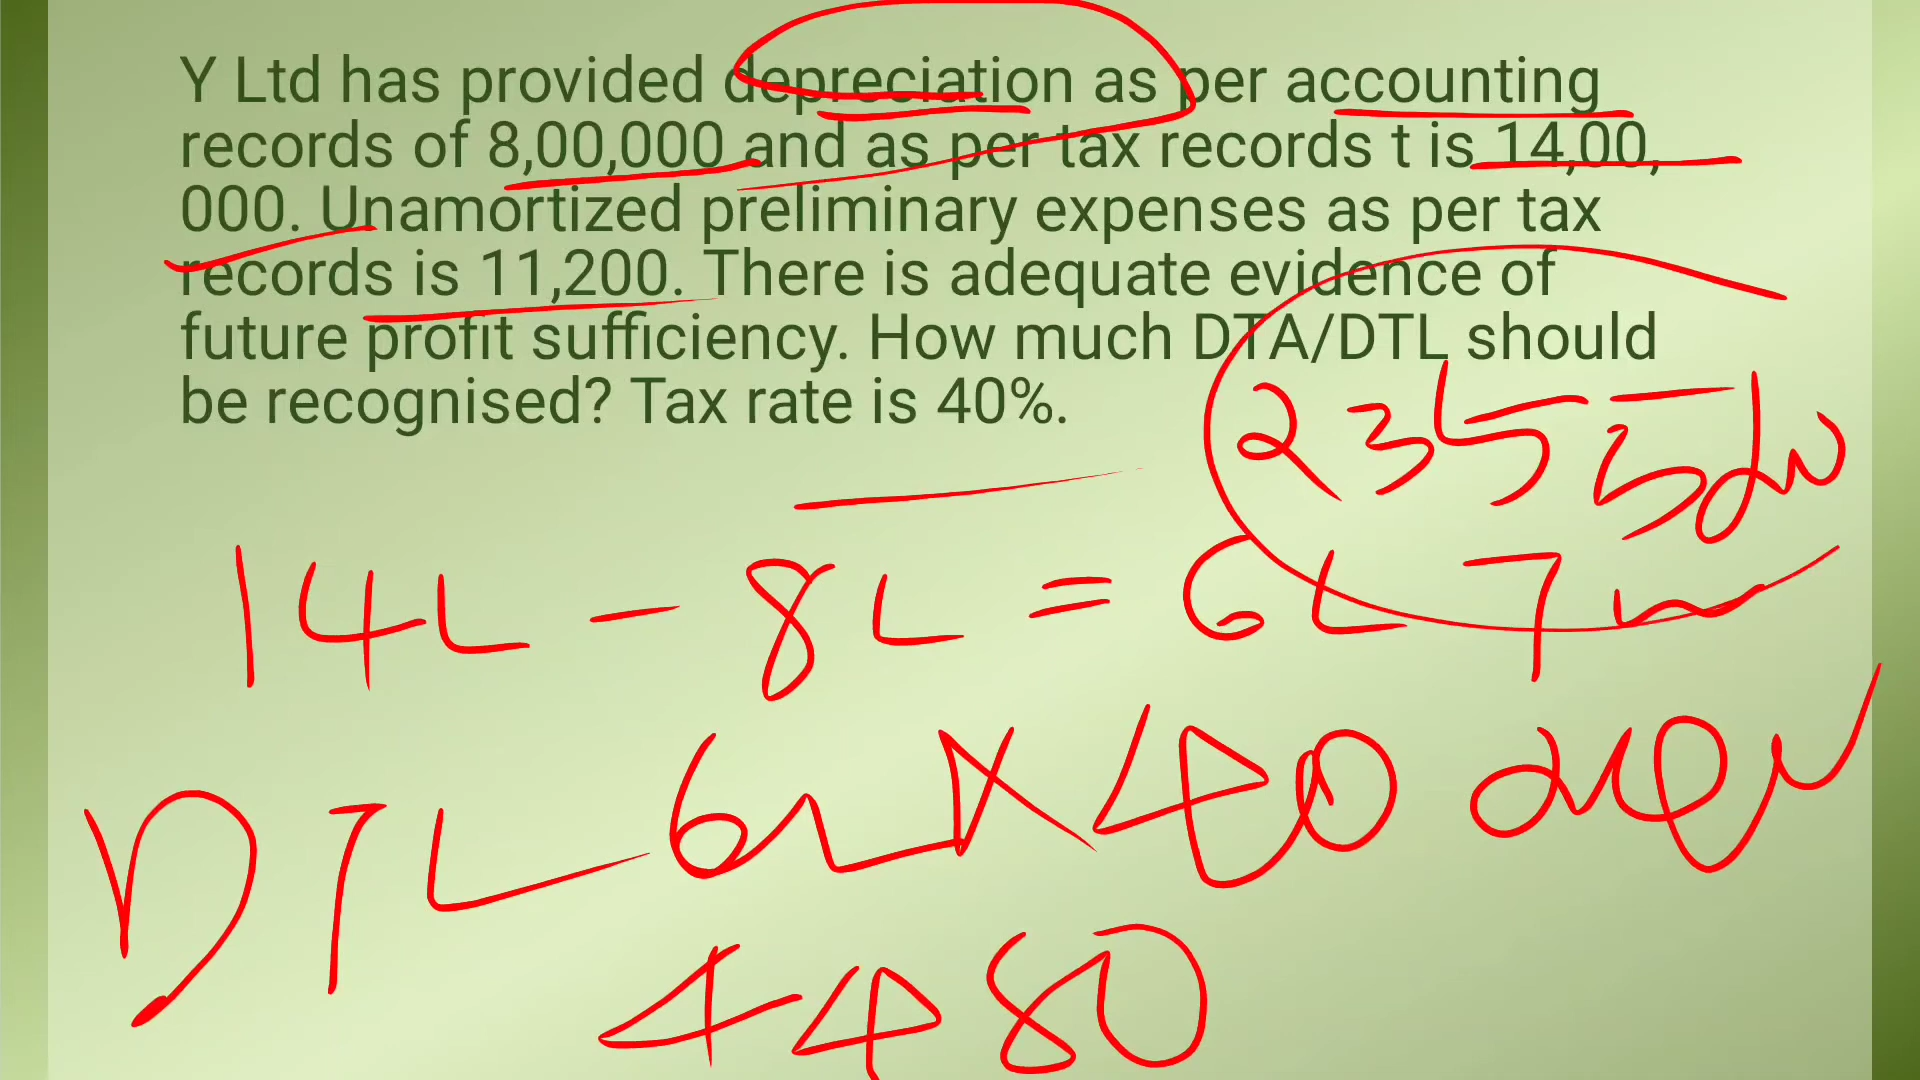 Y Ltd has provided depreciation as per accounting
records of 8,00,000 and as per tax records t is 14,00,
000. Unamortized preliminary expenses as per tax
records is 11,200. There is adequate evidence of
future profit sufficiency. How much DTA/DTL should
be recognised? Tax rate is 40%.
2355
14L - 8L = 6L
DTL 6L X 40
4480